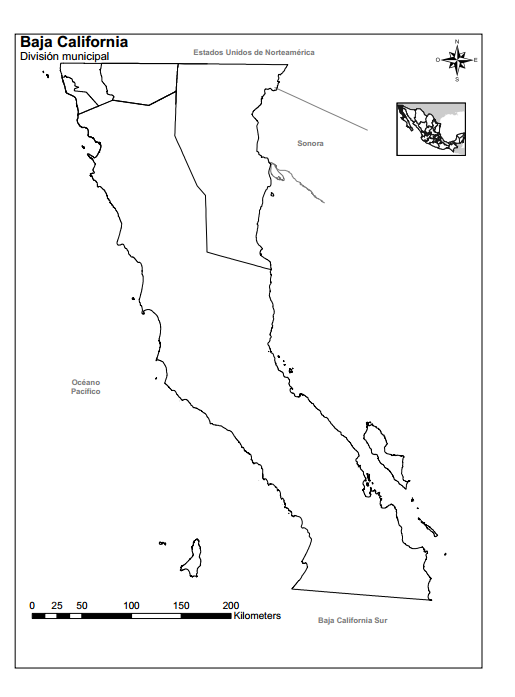 Baja California
División municipal
Estados Unidos de Norteamérica
N
O
E
S
Sonora
Océano
Pacífico
0 25 50 100 150 200
Kilometers
Baja California Sur